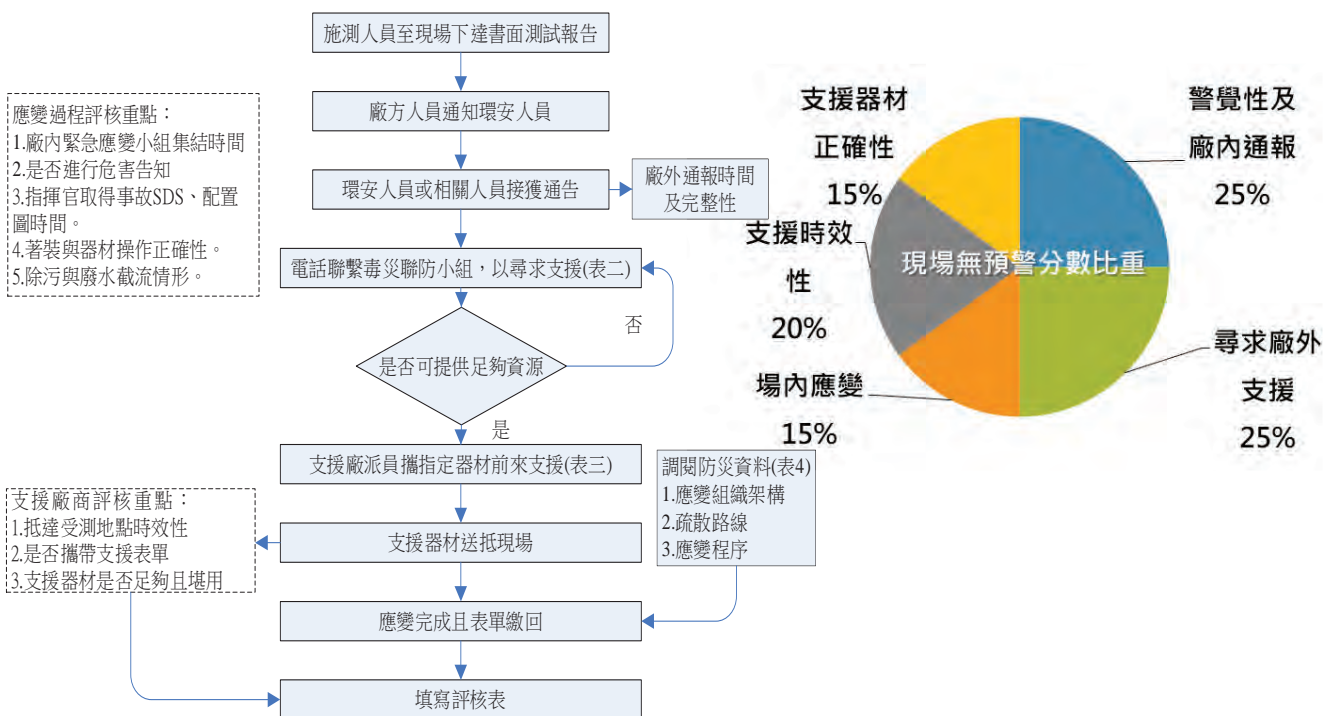 施測人員至現場下達書面測試報告
廠方人員通知環安人員
環安人員或相關人員接獲通告
廠外通報時間
及完整性
電話聯繫毒災聯防小組，以尋求支援(表二)
否
是否可提供足夠資源
是
支援廠派員攜指定器材前來支援(表三)
支援器材送抵現場
應變完成且表單繳回
填寫評核表
應變過程評核重點：
1.廠內緊急應變小組集結時間
2.是否進行危害告知
3.指揮官取得事故SDS、配置
圖時間。
4.著裝與器材操作正確性。
5.除污與廢水截流情形。
支援廠商評核重點：
1.抵達受測地點時效性
2.是否攜帶支援表單
3.支援器材是否足夠且堪用
調閱防災資料(表4)
1.應變組織架構
2.疏散路線
3.應變程序
現場無預警分數比重
警覺性及
廠內通報
25%
尋求廠外
支援
25%
場內應變
15%
支援時效
性
20%
支援器材
正確性
15%